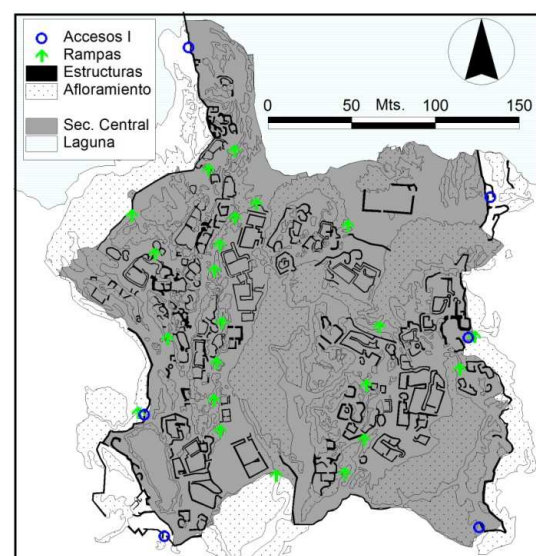 Accesos I
Rampas
Estructuras
Afloramiento
Sec. Central
Laguna
Mts.
0 50 100 150